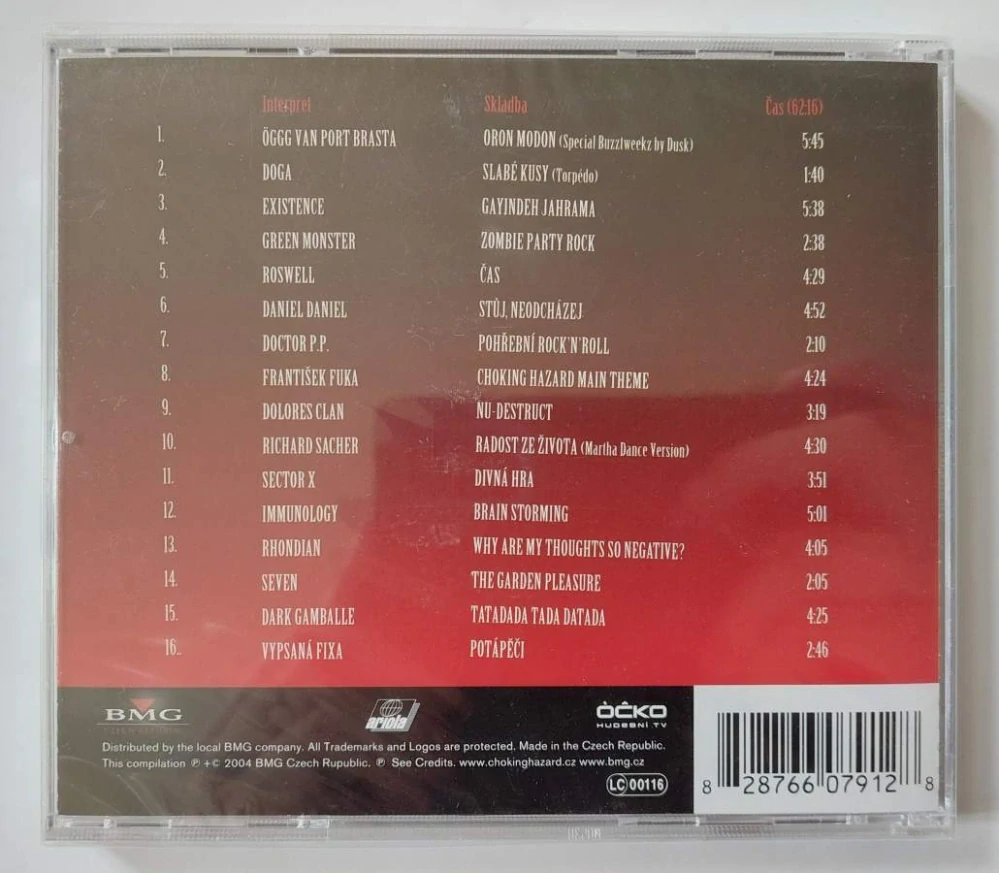 Interpret Skladba Čas (62:16)
1. ÖGGG VAN PORT BRASTA ORON MODON (Special Buzztweekz by Dusk) 5:45
2. DOGA SLABÉ KUSY (Torpédo) 1:40
3. EXISTENCE GAYINDEH JAHRAMA 5:38
4. GREEN MONSTER ZOMBIE PARTY ROCK 2:38
5. ROSWELL ČAS 4:29
6. DANIEL DANIEL STŮJ, NEODCHÁZEJ 4:52
7. DOCTOR P.P. POHŘEBNÍ ROCK'N'ROLL 2:10
8. FRANTIŠEK FUKA CHOKING HAZARD MAIN THEME 4:24
9. DOLORES CLAN NU-DESTRUCT 3:19
10. RICHARD SACHER RADOST ZE ŽIVOTA (Martha Dance Version) 4:30
11. SECTOR X DIVNÁ HRA 3:51
12. IMMUNOLOGY BRAIN STORMING 5:01
13. RHONDIAN WHY ARE MY THOUGHTS SO NEGATIVE? 4:05
14. SEVEN THE GARDEN PLEASURE 2:05
15. DARK GAMBALLE TATADADA TADA DATADA 4:25
16.. VYPSANÁ FIXA POTÁPĚČI 2:46
BMG ariola ÓČKO
CZECH REPUBLIC HUDEBNÍ TV
Distributed by the local BMG company. All Trademarks and Logos are protected. Made in the Czech Republic.
This compilation ℗ + © 2004 BMG Czech Rupublic. ℗ See Credits. www.chokinghazard.cz www.bmg.cz
LC 00116
8 28766 07912 8